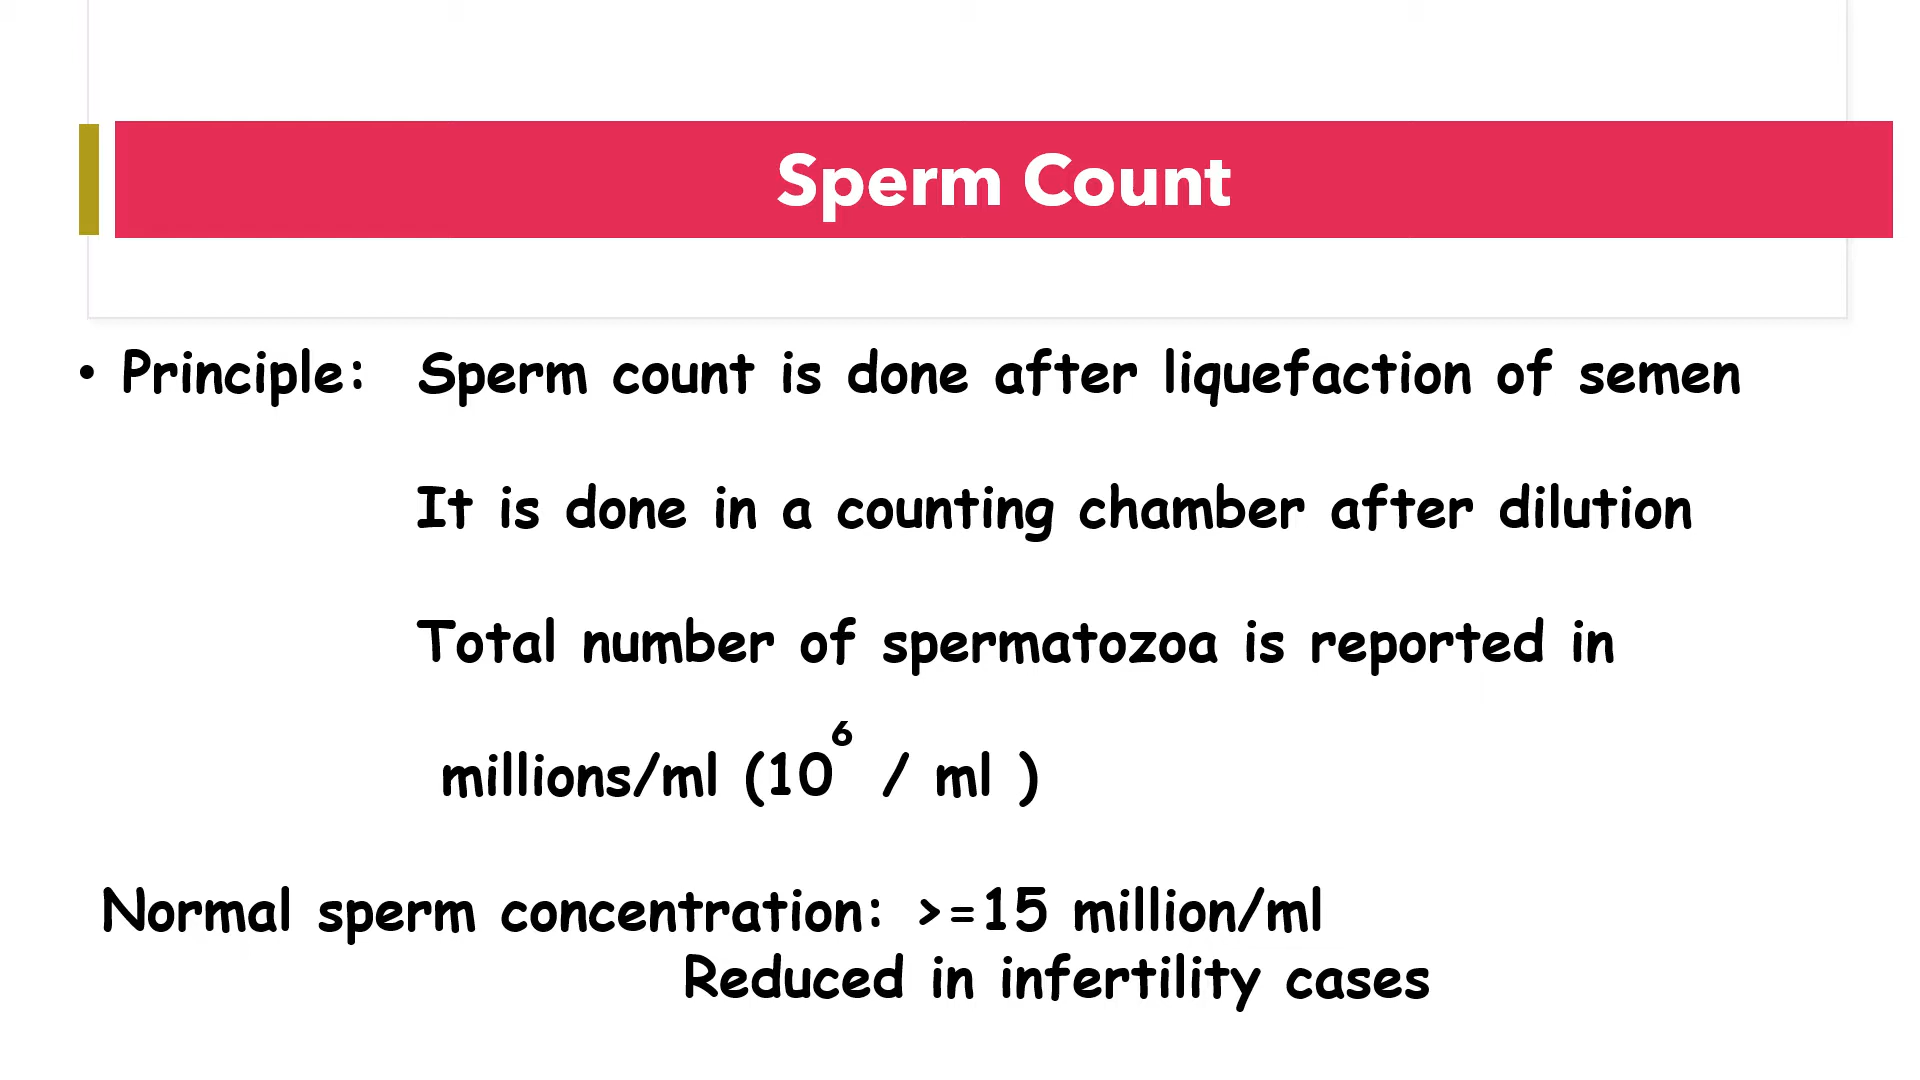 Sperm Count
• Principle: Sperm count is done after liquefaction of semen
It is done in a counting chamber after dilution
Total number of spermatozoa is reported in
millions/ml (10⁶ / ml )
Normal sperm concentration: >=15 million/ml
Reduced in infertility cases